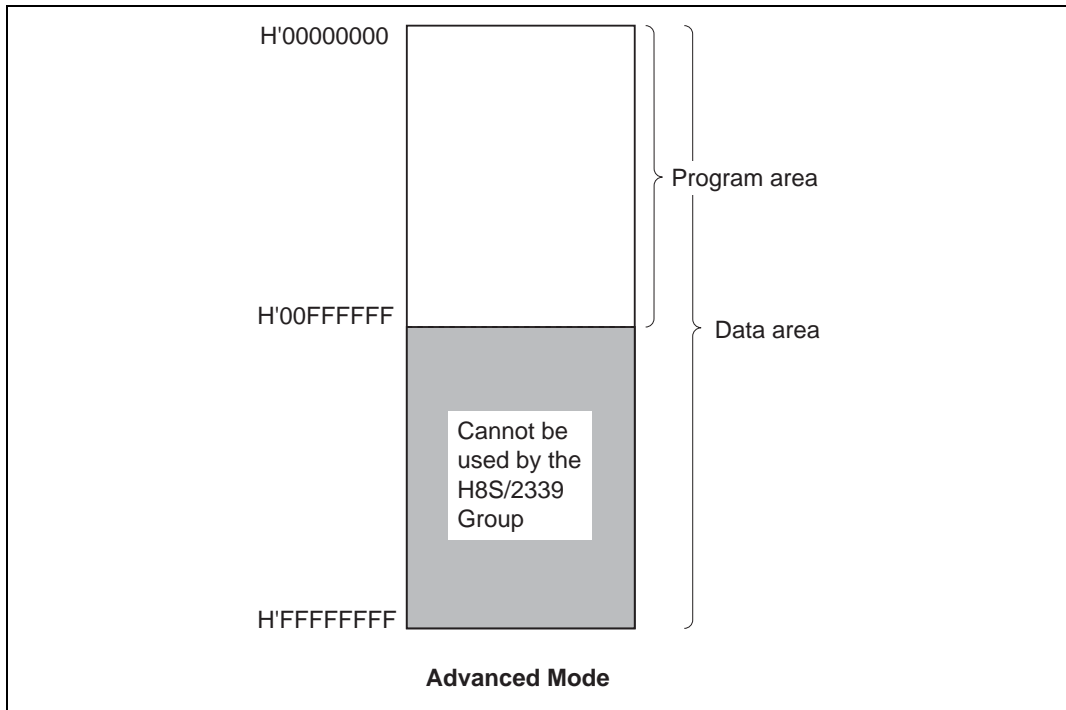 H'00000000
Program area
H'00FFFFFF
Data area
Cannot be
used by the
H8S/2339
Group
H'FFFFFFFF
Advanced Mode